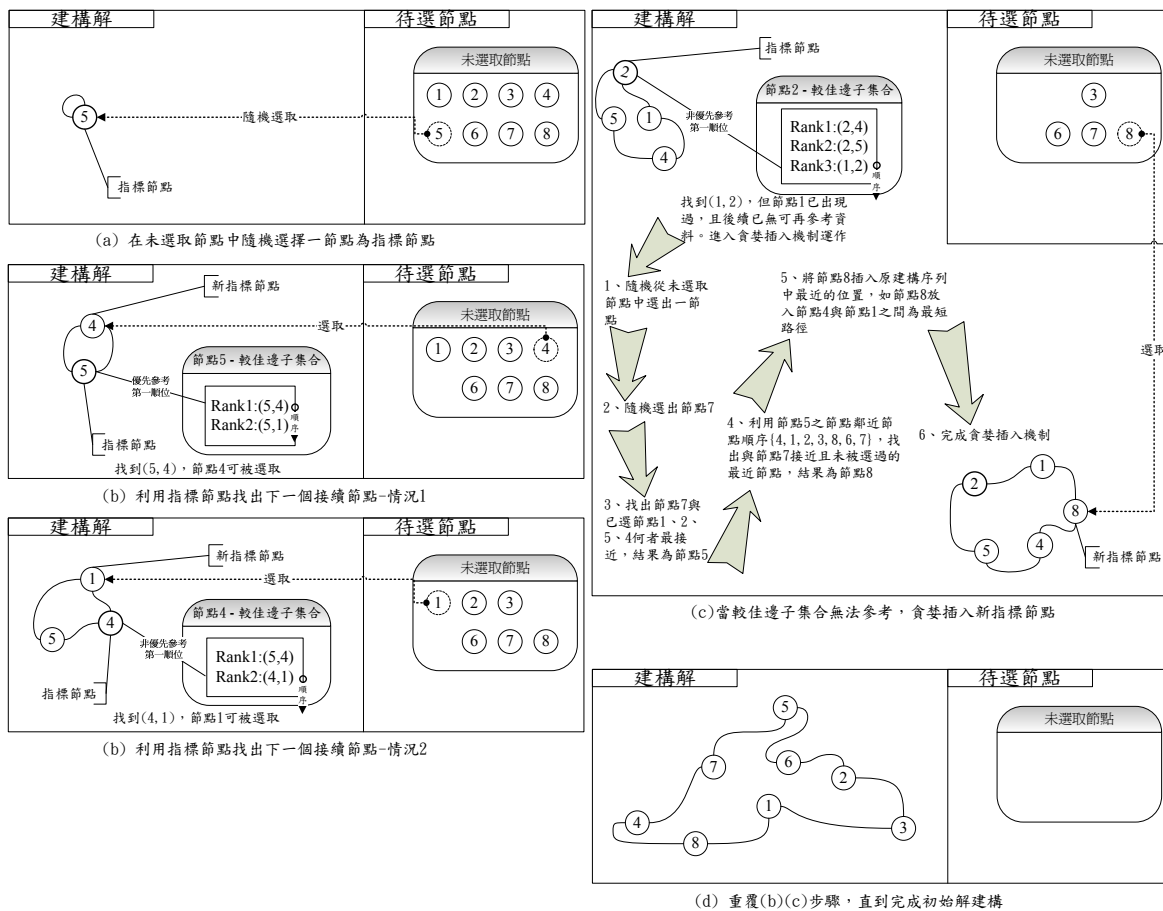 建構解
待選節點
未選取節點
1 2 3 4
5 6 7 8
5
隨機選取
指標節點
(a) 在未選取節點中隨機選擇一節點為指標節點
建構解
待選節點
新指標節點
未選取節點
4
選取
1 2 3 4
6 7 8
5
優先參考
第一順位
節點5-較佳邊子集合
Rank1:(5,4)
Rank2:(5,1)
順
序
指標節點
找到(5,4)，節點4可被選取
(b) 利用指標節點找出下一個接續節點-情況1
建構解
待選節點
新指標節點
未選取節點
1
選取
1 2 3
6 7 8
5
4
非優先參考
第一順位
節點4-較佳邊子集合
Rank1:(5,4)
Rank2:(4,1)
順
序
指標節點
找到(4,1)，節點1可被選取
(b) 利用指標節點找出下一個接續節點-情況2
建構解
待選節點
指標節點
未選取節點
2
5
1
4
3
6 7 8
非優先參考
第一順位
節點2-較佳邊子集合
Rank1:(2,4)
Rank2:(2,5)
Rank3:(1,2)
順
序
找到(1,2)，但節點1已出現
過，且後續已無可再參考資
料。進入貪婪插入機制運作
1、隨機從未選取
節點中選出一節
點
2、隨機選出節點7
3、找出節點7與
已選節點1、2、
5、4何者最接
近，結果為節點5
4、利用節點5之節點鄰近節
點順序{4,1,2,3,8,6,7}，找
出與節點7接近且未被選過的
最近節點，結果為節點8
5、將節點8插入原建構序列
中最近的位置，如節點8放
入節點4與節點1之間為最短
路徑
6、完成貪婪插入機制
選取
2
1
8
5
4
新指標節點
(c)當較佳邊子集合無法參考，貪婪插入新指標節點
建構解
待選節點
未選取節點
5
7
6
2
1
4
3
8
(d) 重覆(b)(c)步驟，直到完成初始解建構